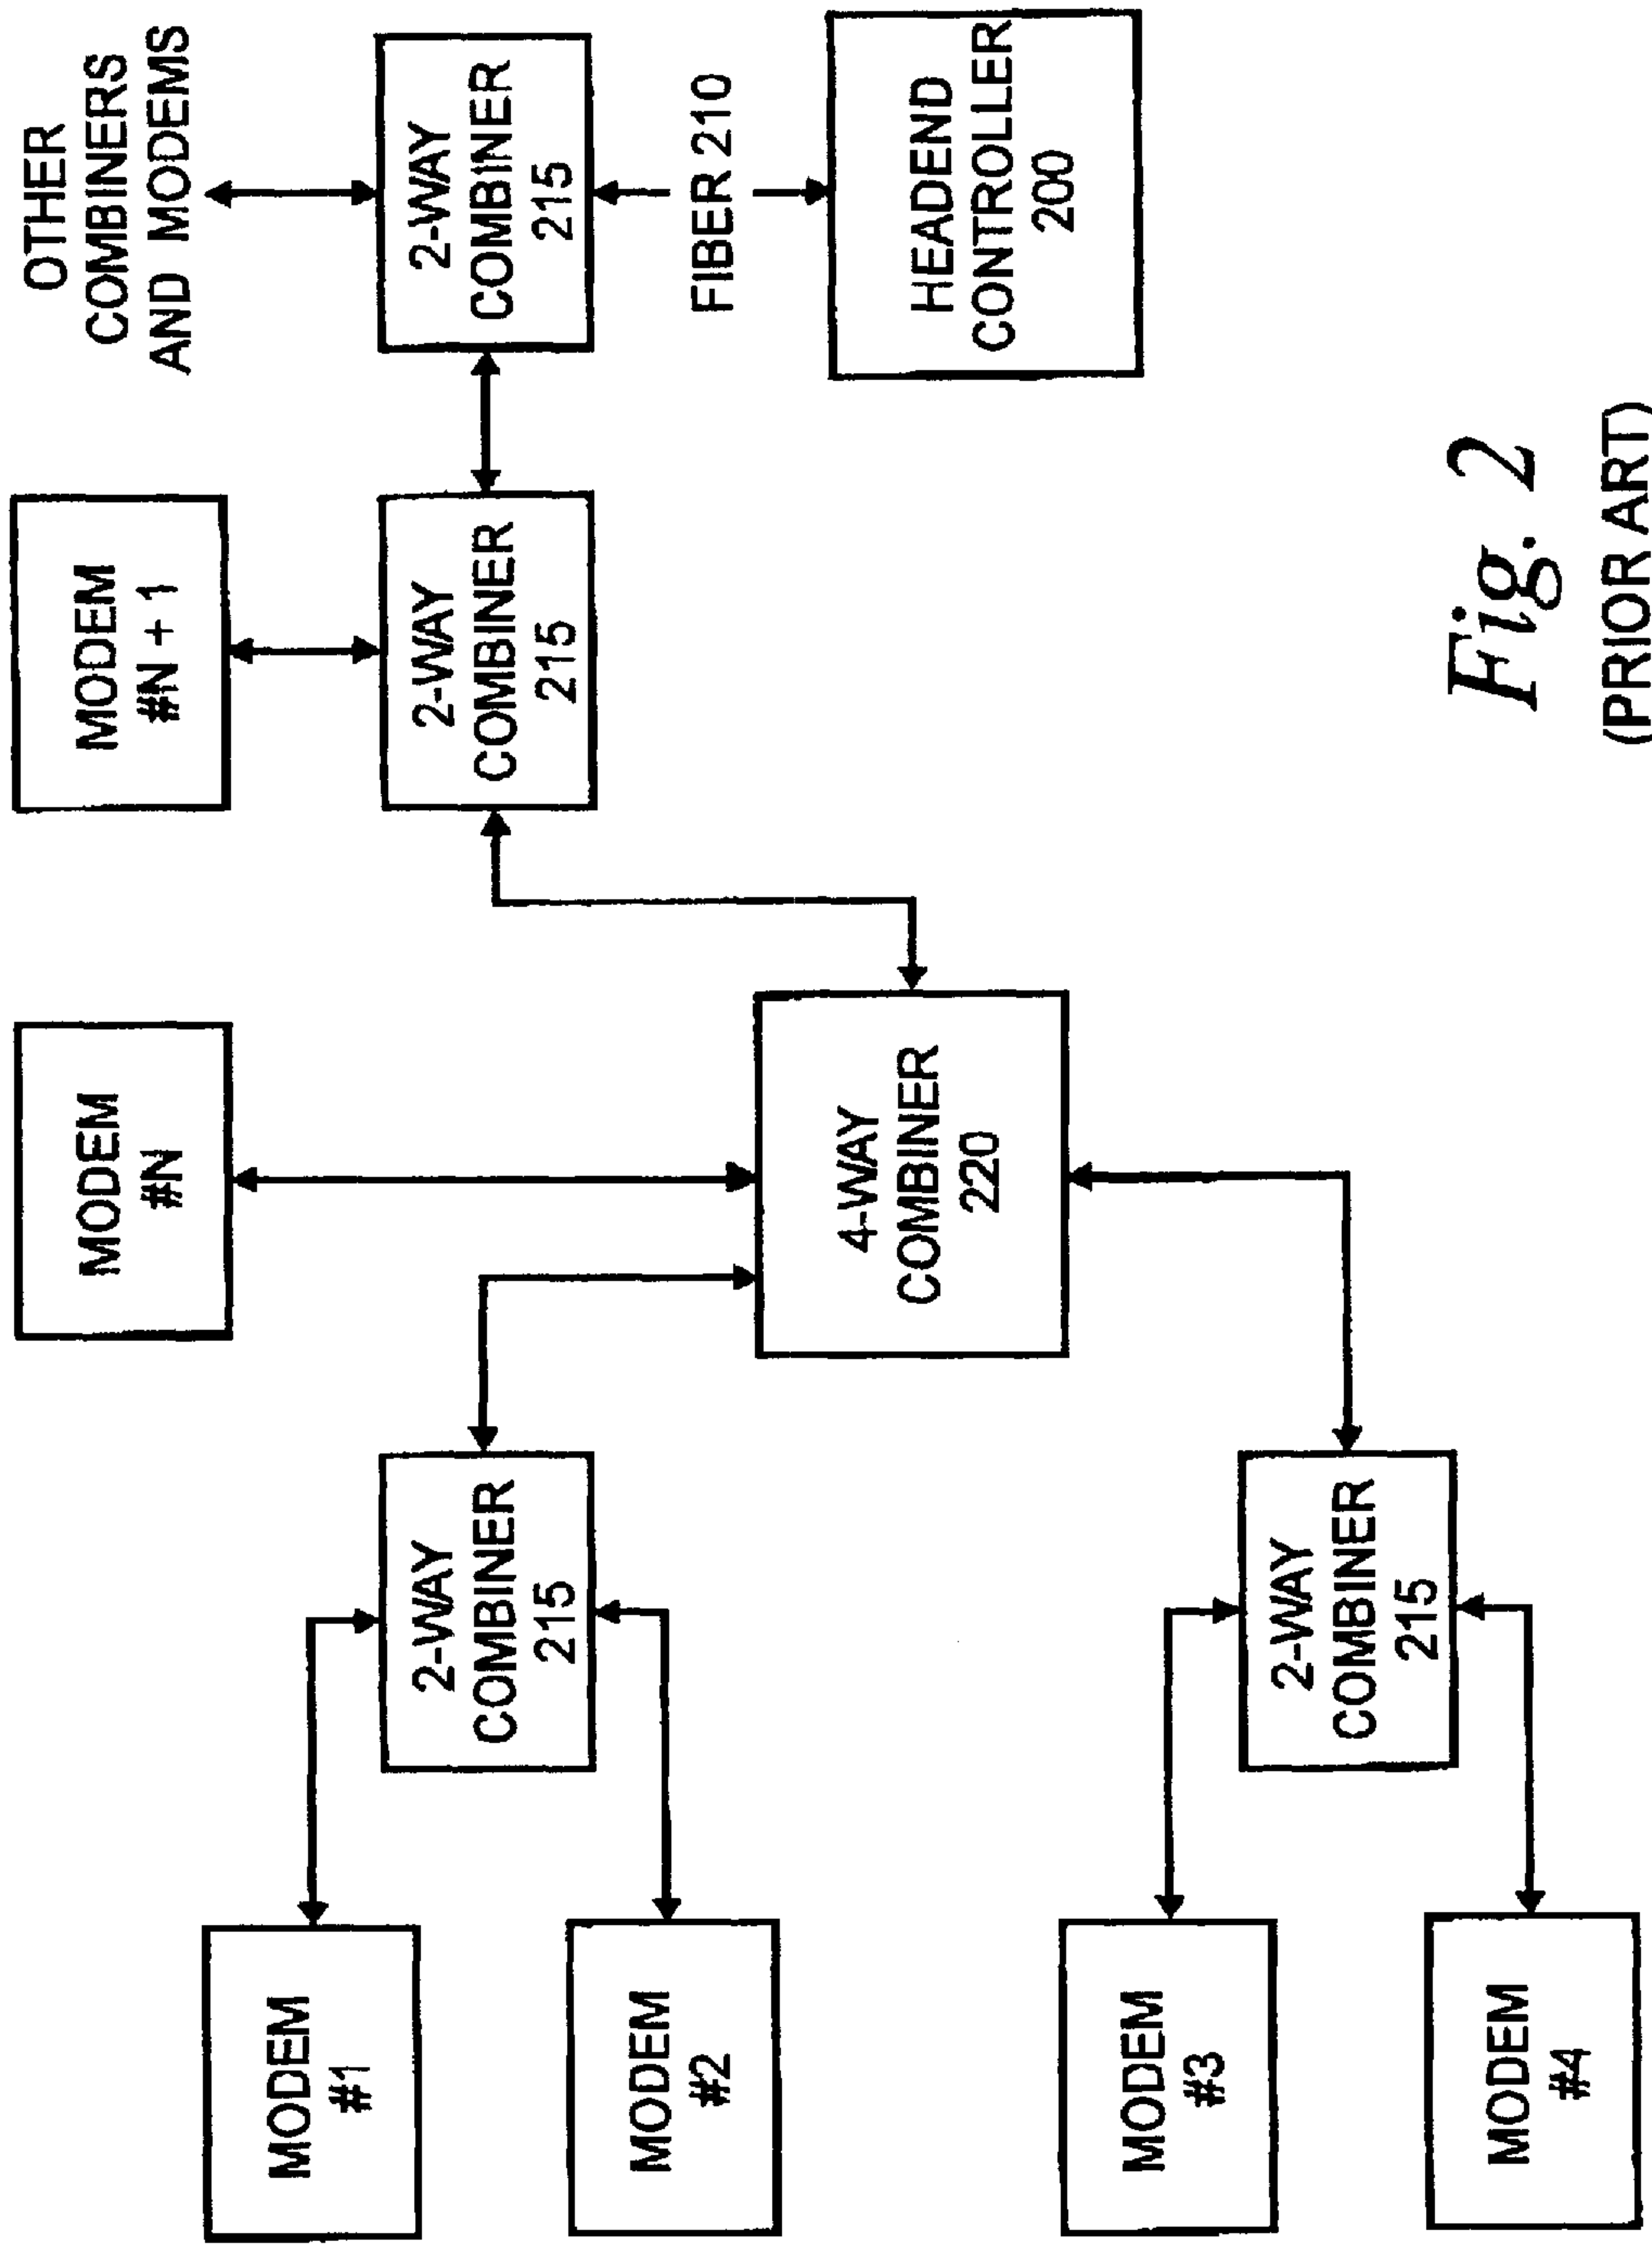 MODEM
#1
MODEM
#2
MODEM
#3
MODEM
#4
2-WAY
COMBINER
215
2-WAY
COMBINER
215
MODEM
#N
4-WAY
COMBINER
220
MODEM
#N + 1
2-WAY
COMBINER
215
OTHER
COMBINERS
AND MODEMS
2-WAY
COMBINER
215
FIBER 210
HEADEND
CONTROLLER
200
Fig. 2
(PRIOR ART)